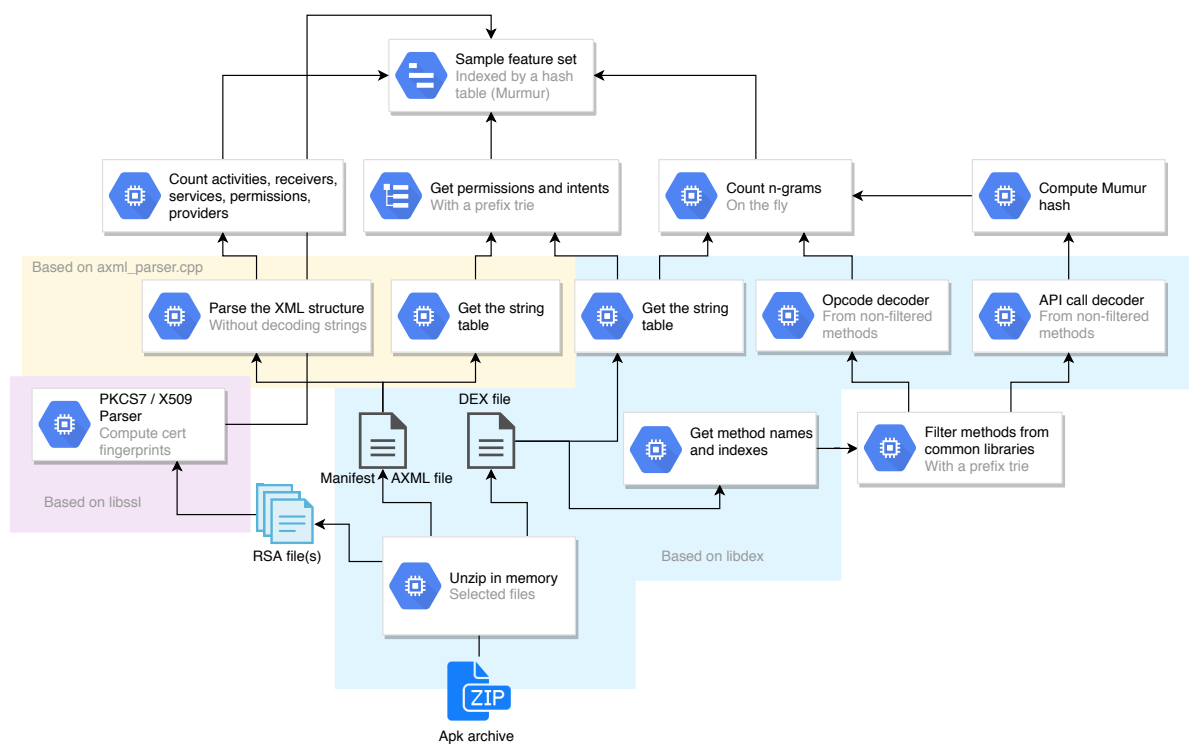 Sample feature set
Indexed by a hash
table (Murmur)
Count activities, receivers,
services, permissions,
providers
Get permissions and intents
With a prefix trie
Count n-grams
On the fly
Compute Mumur
hash
Based on axml_parser.cpp
Parse the XML structure
Without decoding strings
Get the string
table
Get the string
table
Opcode decoder
From non-filtered
methods
API call decoder
From non-filtered
methods
PKCS7 / X509
Parser
Compute cert
fingerprints
Based on libssl
DEX file
Manifest AXML file
Get method names
and indexes
Filter methods from
common libraries
With a prefix trie
RSA file(s)
Based on libdex
Unzip in memory
Selected files
ZIP
Apk archive